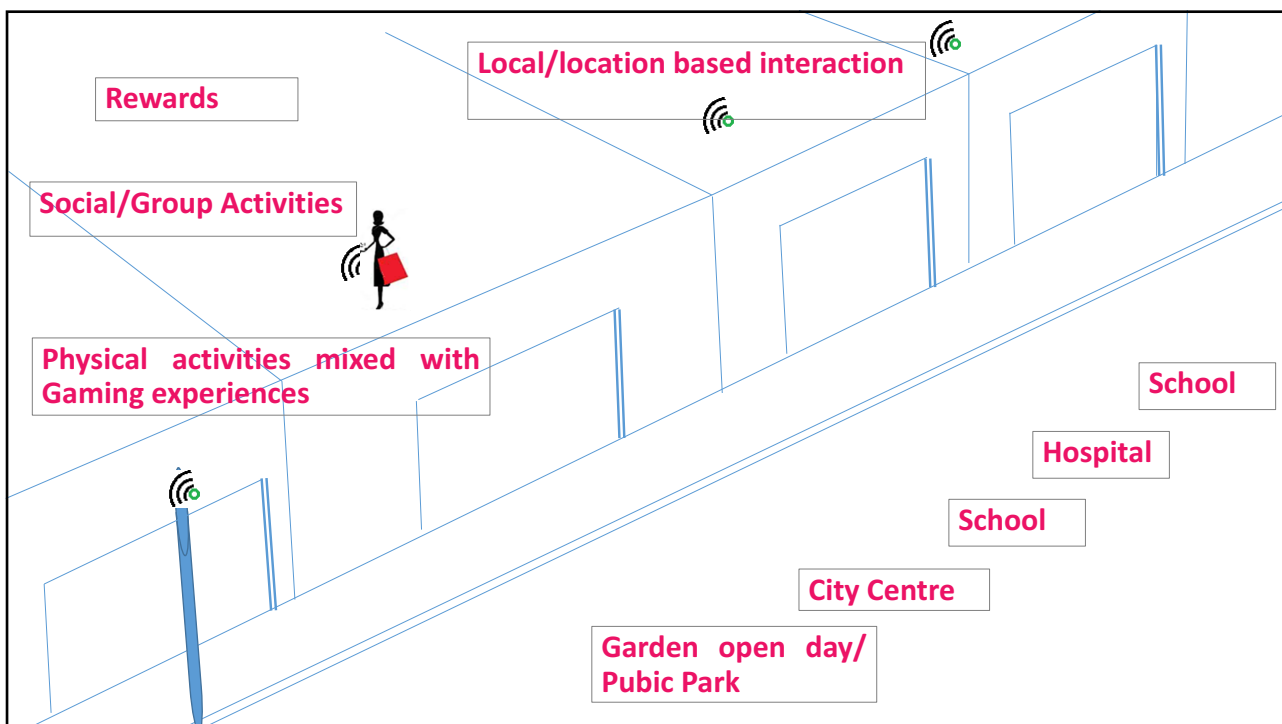 Local/location based interaction
Rewards
Social/Group Activities
Physical activities mixed with
Gaming experiences
School
Hospital
School
City Centre
Garden open day/
Pubic Park